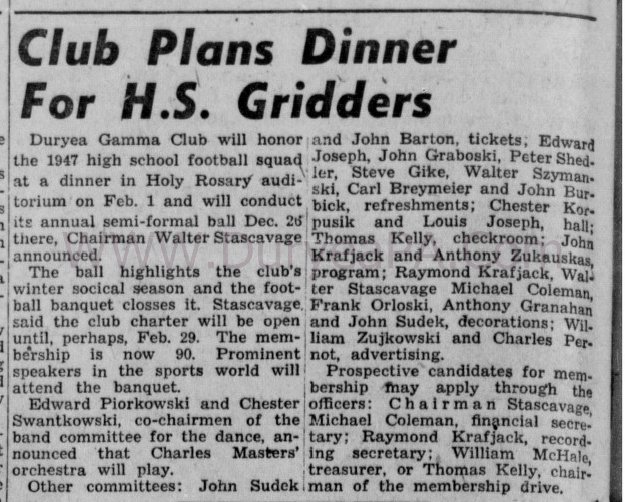 Club Plans Dinner
For H.S. Gridders
Duryea Gamma Club will honor
the 1947 high school football squad
at a dinner in Holy Rosary audi-
torium on Feb. 1 and will conduct
its annual semi-formal ball Dec. 26
there, Chairman Walter Stascavage
announced.
The ball highlights the club's
winter socical season and the foot-
ball banquet closses it. Stascavage
said the club charter will be open
until, perhaps, Feb. 29. The mem-
bership is now 90. Prominent
speakers in the sports world will
attend the banquet.
Edward Piorkowski and Chester
Swantkowski, co-chairmen of the
band committee for the dance, an-
nounced that Charles Masters'
orchestra will play.
Other committees: John Sudek
and John Barton, tickets; Edward
Joseph, John Graboski, Peter Shed-
ler, Steve Gike, Walter Szyman-
ski, Carl Breymeier and John Bur-
bick, refreshments; Chester Kor-
pusik and Louis Joseph, hall;
Thomas Kelly, checkroom; John
Krafjack and Anthony Zukauskas,
program; Raymond Krafjack, Wal-
ter Stascavage Michael Coleman,
Frank Orloski, Anthony Granahan
and John Sudek, decorations; Wil-
liam Zujkowski and Charles Per-
not, advertising.
Prospective candidates for mem-
bership may apply through the
officers: Chairman Stascavage,
Michael Coleman, financial secre-
tary; Raymond Krafjack, record-
ing secretary; William McHale,
treasurer, or Thomas Kelly, chair-
man of the membership drive.